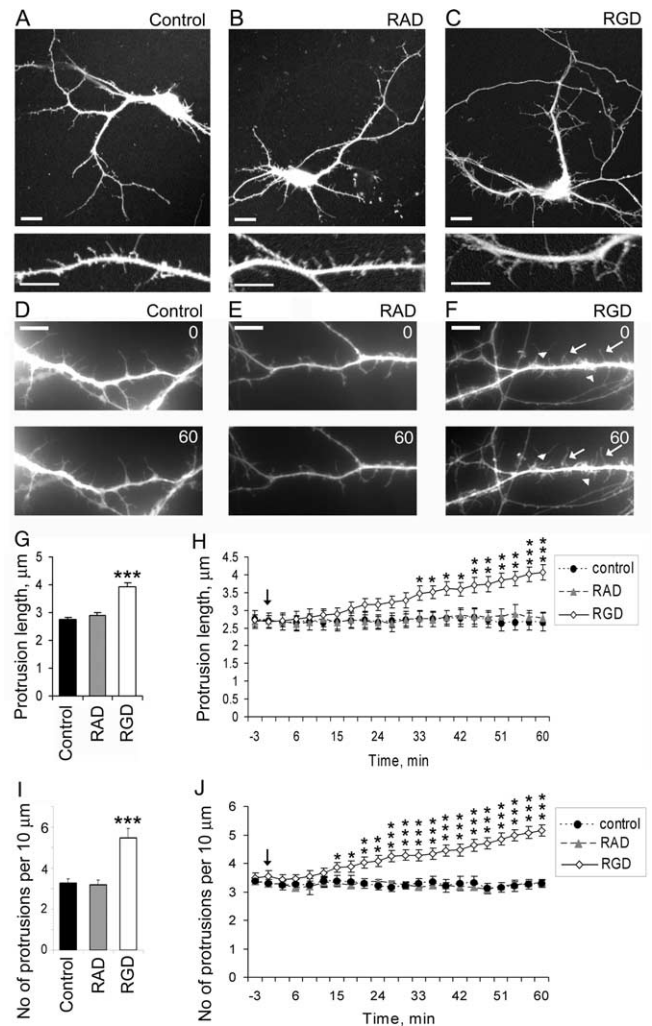 A Control B RAD C RGD
D Control E RAD F RGD
0 0 0
60 60 60
G
Protrusion length, μm
5
4
3
2
1
0
Control RAD RGD
***
H
Protrusion length, μm
4.5
4
3.5
3
2.5
2
1.5
1
0.5
0
-3 6 15 24 33 42 51 60
Time, min
* * * * ** ** ** ** *** ***
control
RAD
RGD
I
No of protrusions per 10 μm
6
4
2
0
Control RAD RGD
***
J
No of protrusions per 10 μm
6
5
4
3
2
1
0
-3 6 15 24 33 42 51 60
Time, min
* * ** ** *** *** *** *** *** *** *** *** *** *** *** ***
control
RAD
RGD